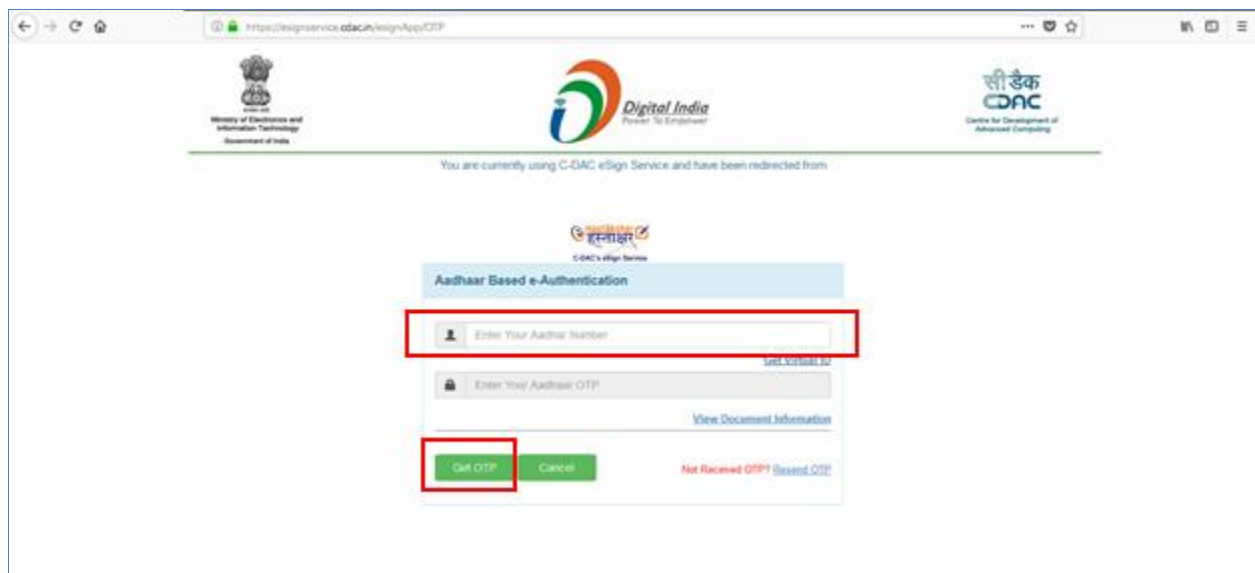 https://esignservice.cdac.in/esignApp/OTP
Ministry of Electronics and
Information Technology
Government of India
Digital India
Power To Empower
सी डैक
CDAC
Centre for Development of
Advanced Computing
You are currently using C-DAC eSign Service and have been redirected from
हस्ताक्षर
C-DAC's eSign Service
Aadhaar Based e-Authentication
Enter Your Aadhar Number
Get Virtual ID
Enter Your Aadhaar OTP
View Document Information
Get OTP Cancel Not Received OTP? Resend OTP